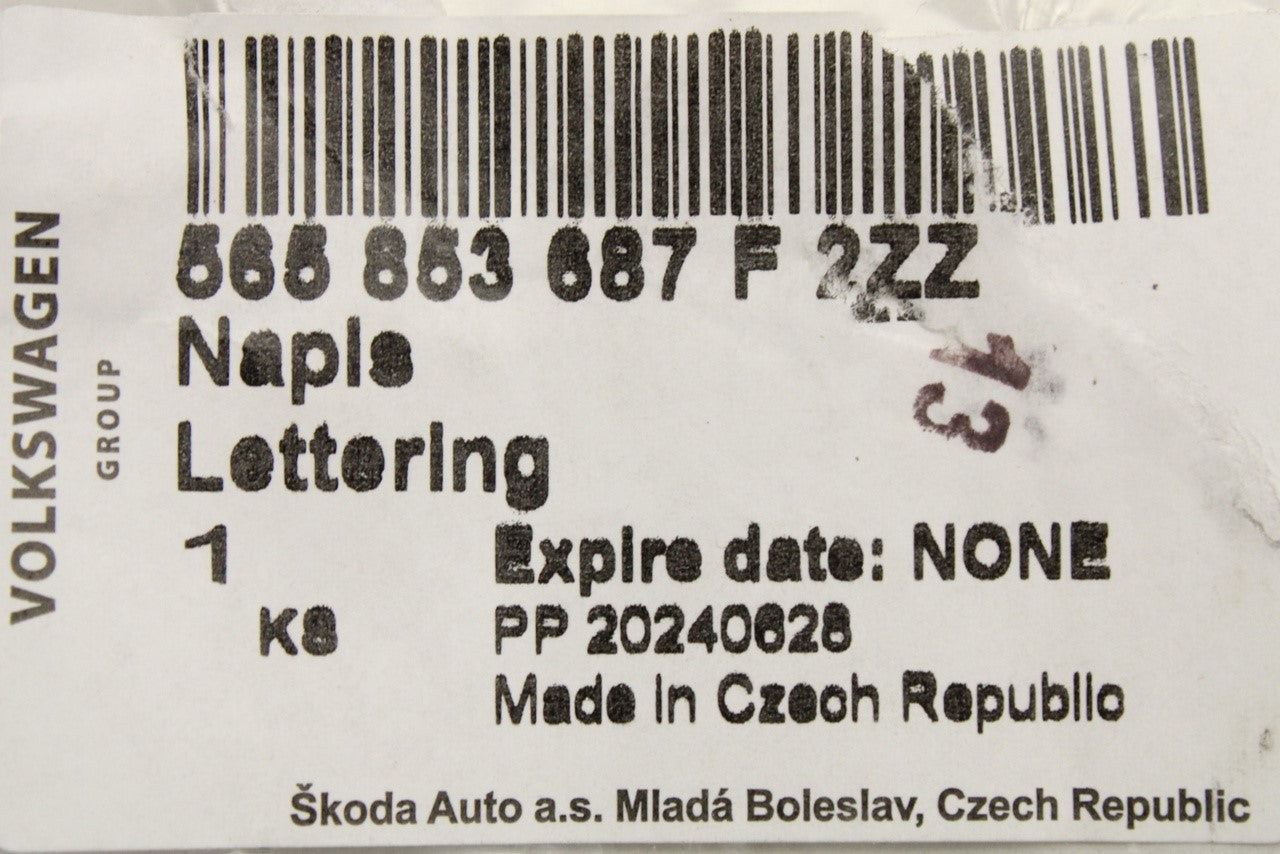 VOLKSWAGEN
GROUP
565 853 687 F 2ZZ
Napis
13
Lettering
1
Expire date: NONE
KS
PP 20240628
Made in Czech Republic
Škoda Auto a.s. Mladá Boleslav, Czech Republic